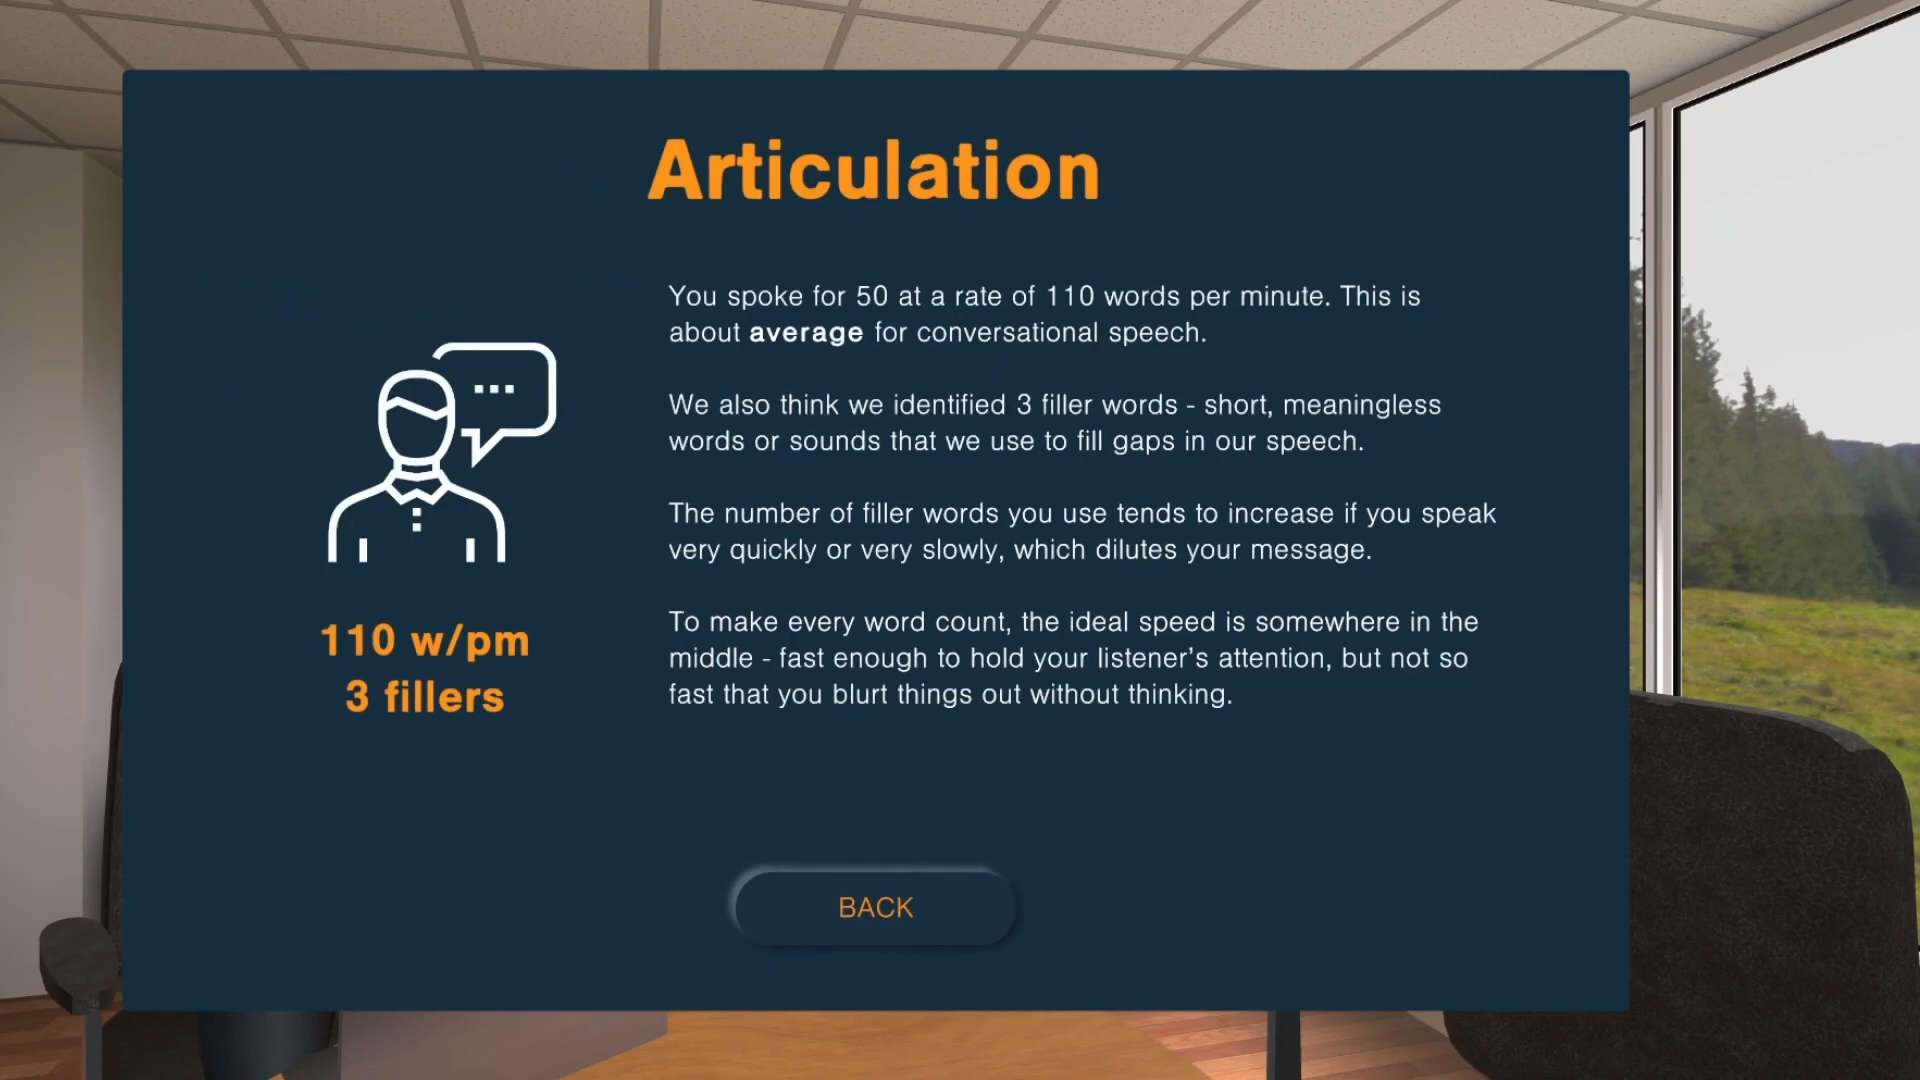 Articulation
You spoke for 50 at a rate of 110 words per minute. This is
about average for conversational speech.
We also think we identified 3 filler words - short, meaningless
words or sounds that we use to fill gaps in our speech.
The number of filler words you use tends to increase if you speak
very quickly or very slowly, which dilutes your message.
To make every word count, the ideal speed is somewhere in the
middle - fast enough to hold your listener's attention, but not so
fast that you blurt things out without thinking.
110 w/pm
3 fillers
BACK